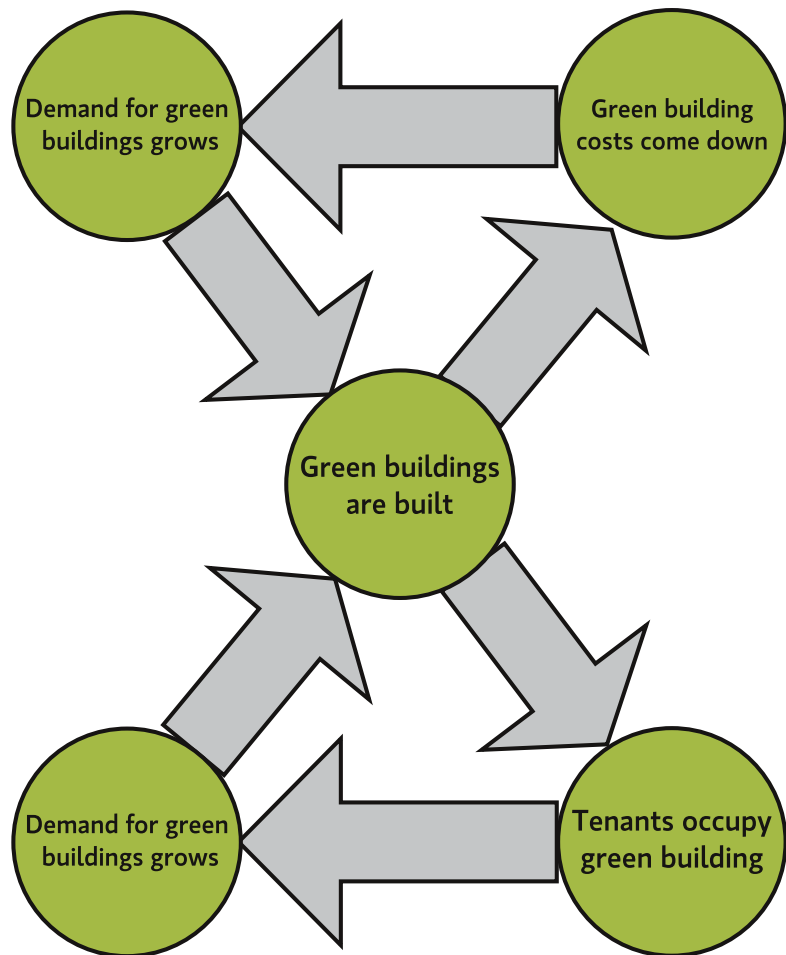 Demand for green
buildings grows
Green building
costs come down
Green buildings
are built
Demand for green
buildings grows
Tenants occupy
green building